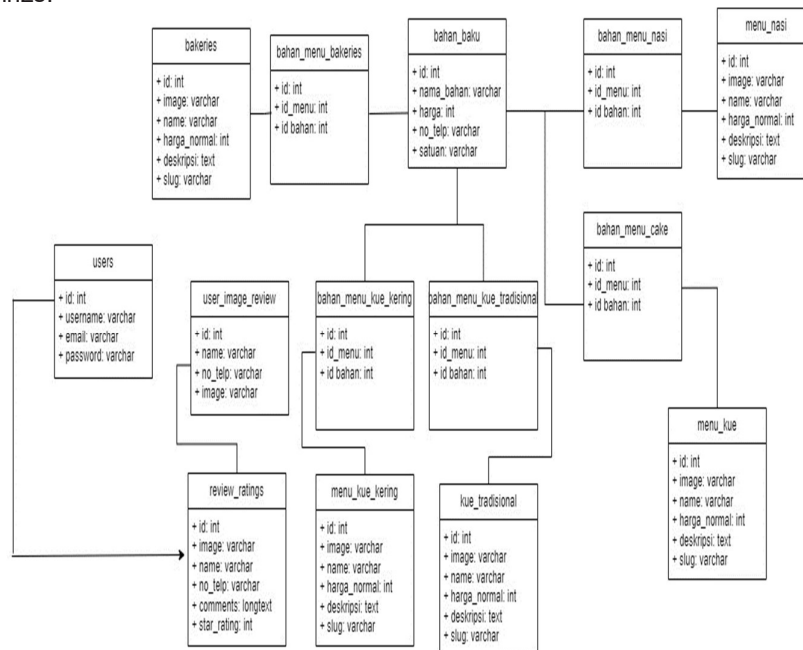 bakeries
+ id: int
+ image: varchar
+ name: varchar
+ harga_normal: int
+ deskripsi: text
+ slug: varchar
bahan_menu_bakeries
+ id: int
+ id_menu: int
+ id bahan: int
bahan_baku
+ id: int
+ nama_bahan: varchar
+ harga: int
+ no_telp: varchar
+ satuan: varchar
bahan_menu_nasi
+ id: int
+ id_menu: int
+ id bahan: int
menu_nasi
+ id: int
+ image: varchar
+ name: varchar
+ harga_normal: int
+ deskripsi: text
+ slug: varchar
users
+ id: int
+ username: varchar
+ email: varchar
+ password: varchar
user_image_review
+ id: int
+ name: varchar
+ no_telp: varchar
+ image: varchar
bahan_menu_kue_kering
+ id: int
+ id_menu: int
+ id bahan: int
bahan_menu_kue_tradisional
+ id: int
+ id_menu: int
+ id bahan: int
bahan_menu_cake
+ id: int
+ id_menu: int
+ id bahan: int
review_ratings
+ id: int
+ image: varchar
+ name: varchar
+ no_telp: varchar
+ comments: longtext
+ star_rating: int
menu_kue_kering
+ id: int
+ image: varchar
+ name: varchar
+ harga_normal: int
+ deskripsi: text
+ slug: varchar
kue_tradisional
+ id: int
+ image: varchar
+ name: varchar
+ harga_normal: int
+ deskripsi: text
+ slug: varchar
menu_kue
+ id: int
+ image: varchar
+ name: varchar
+ harga_normal: int
+ deskripsi: text
+ slug: varchar